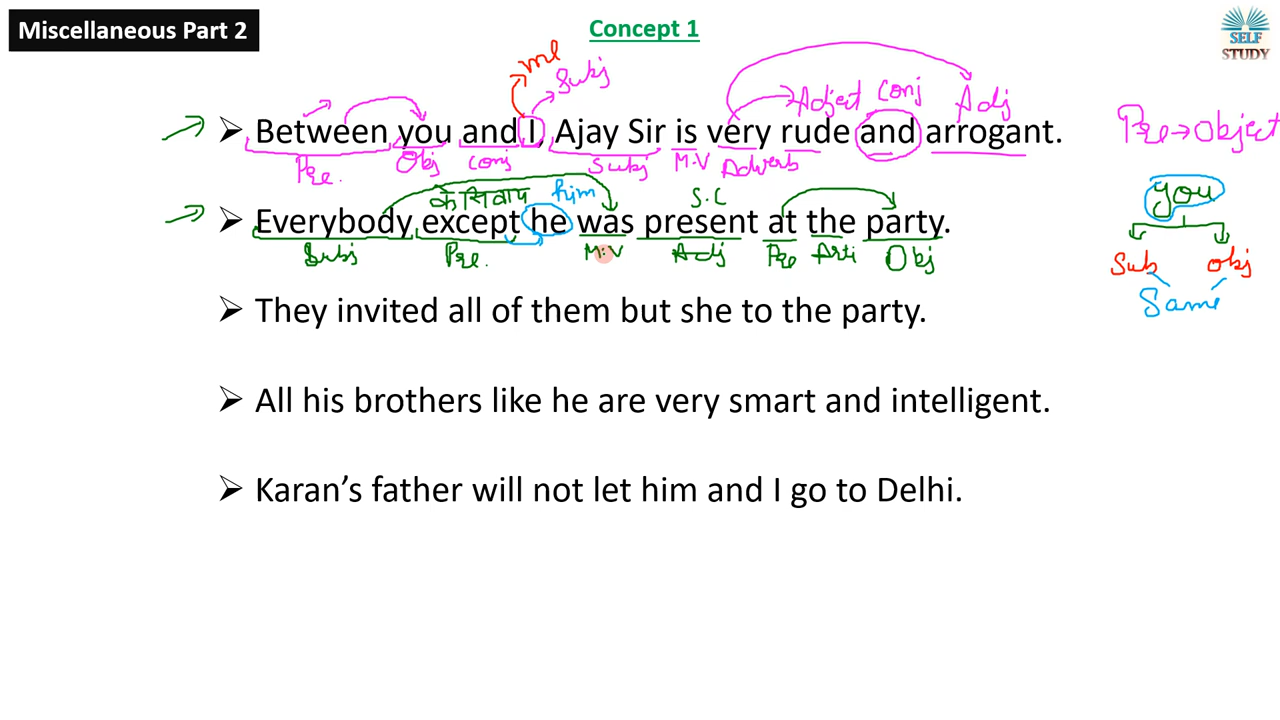 Miscellaneous Part 2
Concept 1
SELF
STUDY
me
Subj
Adject Conj Adj
➢ Between you and I, Ajay Sir is very rude and arrogant.
Pre → Object
Pre. Obj Conj Subj M.V Adverb
के सिवाय him S.C
you
➢ Everybody except he was present at the party.
Subj Pre. M.V Adj Pre Arti Obj
Sub Obj
Same
➢ They invited all of them but she to the party.
➢ All his brothers like he are very smart and intelligent.
➢ Karan’s father will not let him and I go to Delhi.